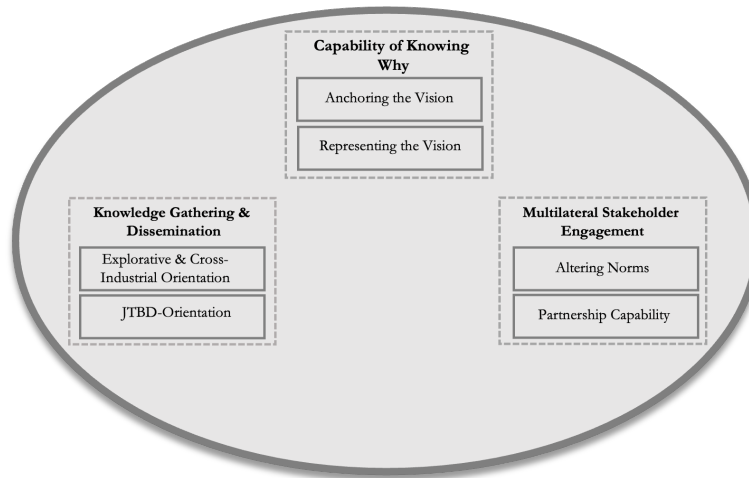 Capability of Knowing
Why
Anchoring the Vision
Representing the Vision
Knowledge Gathering &
Dissemination
Explorative & Cross-
Industrial Orientation
JTBD-Orientation
Multilateral Stakeholder
Engagement
Altering Norms
Partnership Capability